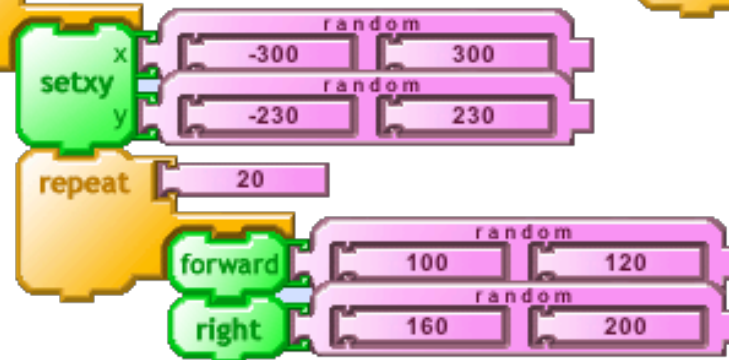 random
x -300 300
setxy
random
y -230 230
repeat 20
random
forward 100 120
random
right 160 200